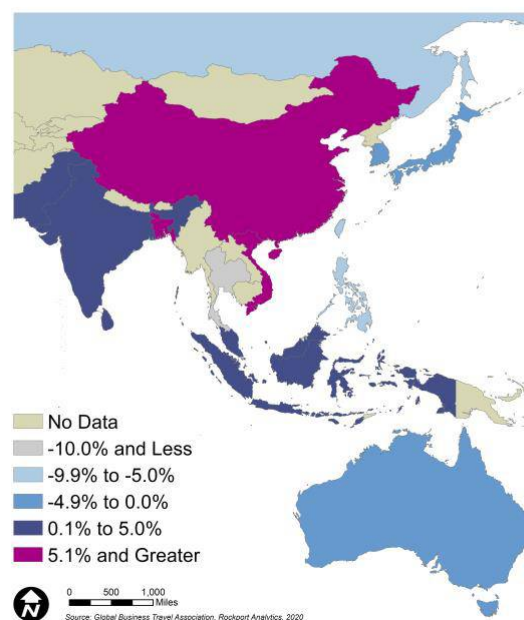 No Data
-10.0% and Less
-9.9% to -5.0%
-4.9% to 0.0%
0.1% to 5.0%
5.1% and Greater
N
0 500 1,000
Miles
Source: Global Business Travel Association, Rockport Analytics, 2020